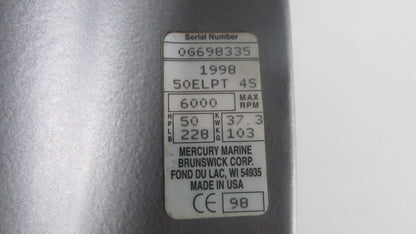 Serial Number
0G698335
1998
50ELPT 4S
6000 MAX RPM
HP 50 KW 37.3
LB 228 KG 103
MERCURY MARINE
BRUNSWICK CORP.
FOND DU LAC, WI 54935
MADE IN USA
CE 98